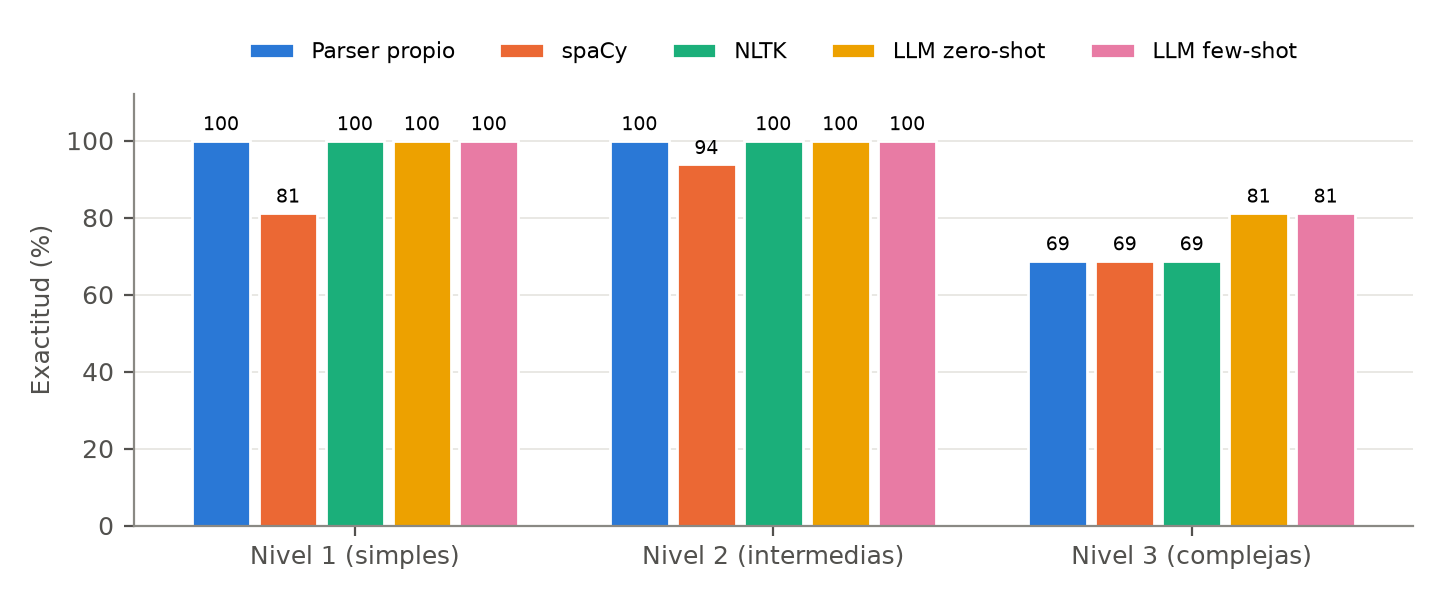 Parser propio spaCy NLTK LLM zero-shot LLM few-shot
Exactitud (%)
100
80
60
40
20
0
100 81 100 100 100
100 94 100 100 100
69 69 69 81 81
Nivel 1 (simples) Nivel 2 (intermedias) Nivel 3 (complejas)